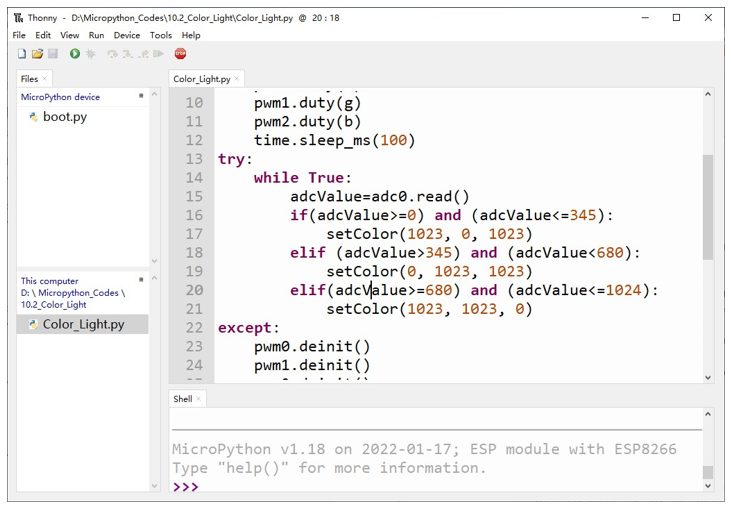 Thonny - D:\Micropython_Codes\10.2_Color_Light\Color_Light.py @ 20 : 18
File Edit View Run Device Tools Help
STOP
Files
MicroPython device
boot.py
This computer
D: \ Micropython_Codes \
10.2_Color_Light
Color_Light.py
Color_Light.py
10 pwm1.duty(g)
11 pwm2.duty(b)
12 time.sleep_ms(100)
13 try:
14 while True:
15 adcValue=adc0.read()
16 if(adcValue>=0) and (adcValue<=345):
17 setColor(1023, 0, 1023)
18 elif (adcValue>345) and (adcValue<680):
19 setColor(0, 1023, 1023)
20 elif(adcValue>=680) and (adcValue<=1024):
21 setColor(1023, 1023, 0)
22 except:
23 pwm0.deinit()
24 pwm1.deinit()
Shell
MicroPython v1.18 on 2022-01-17; ESP module with ESP8266
Type "help()" for more information.
>>>